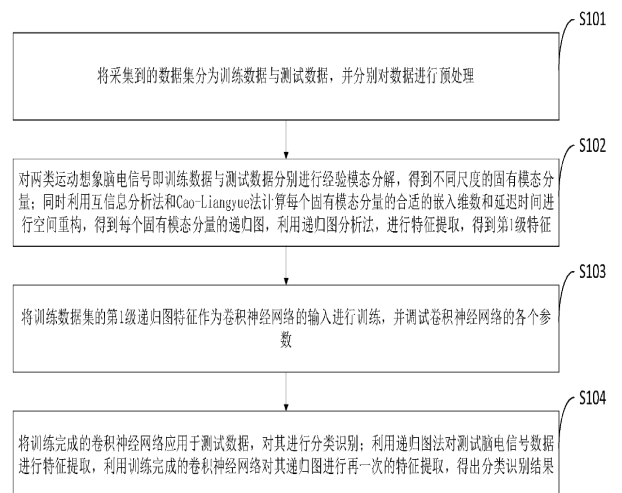 S101
将采集到的数据集分为训练数据与测试数据，并分别对数据进行预处理
S102
对两类运动想象脑电信号即训练数据与测试数据分别进行经验模态分解，得到不同尺度的固有模态分
量；同时利用互信息分析法和Cao-Liangyue法计算每个固有模态分量的合适的嵌入维数和延迟时间进
行空间重构，得到每个固有模态分量的递归图，利用递归图分析法，进行特征提取，得到第1级特征
S103
将训练数据集的第1级递归图特征作为卷积神经网络的输入进行训练，并调试卷积神经网络的各个参
数
S104
将训练完成的卷积神经网络应用于测试数据，对其进行分类识别；利用递归图法对测试脑电信号数据
进行特征提取，利用训练完成的卷积神经网络对其递归图进行再一次的特征提取，得出分类识别结果